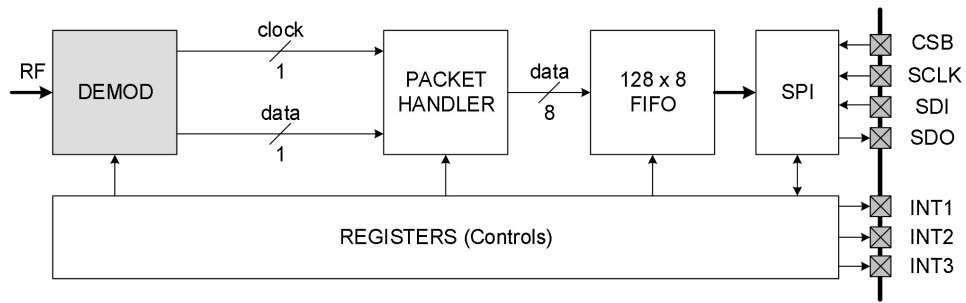 RF
DEMOD
clock
1
data
1
PACKET
HANDLER
data
8
128 x 8
FIFO
SPI
CSB
SCLK
SDI
SDO
REGISTERS (Controls)
INT1
INT2
INT3